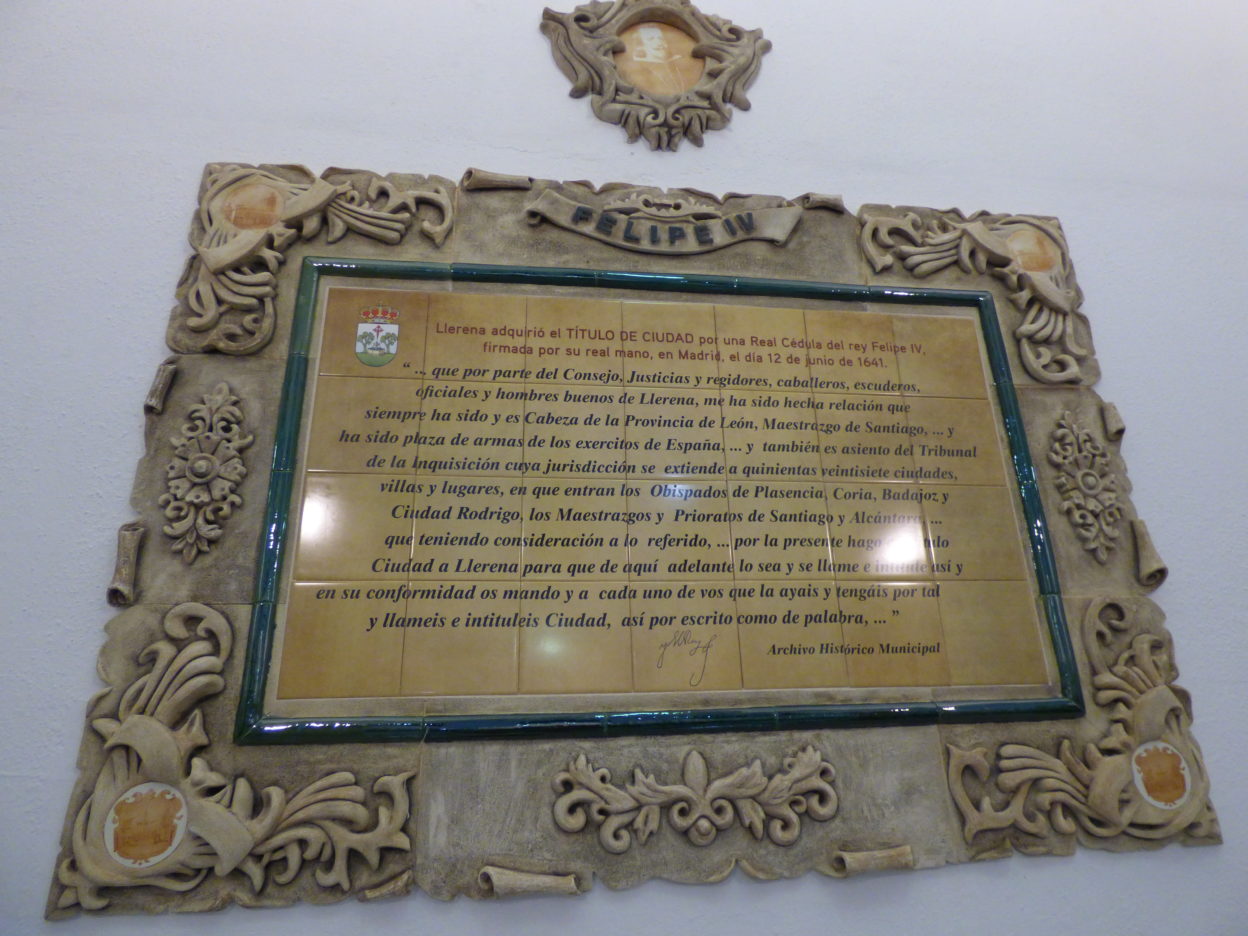 FELIPE IV
Llerena adquirió el TÍTULO DE CIUDAD por una Real Cédula del rey Felipe IV,
firmada por su real mano, en Madrid, el día 12 de junio de 1641.
“ ... que por parte del Consejo, Justicias y regidores, caballeros, escuderos,
oficiales y hombres buenos de Llerena, me ha sido hecha relación que
siempre ha sido y es Cabeza de la Provincia de León, Maestrazgo de Santiago, ... y
ha sido plaza de armas de los exercitos de España, ... y también es asiento del Tribunal
de la Inquisición cuya jurisdicción se extiende a quinientas veintisiete ciudades,
villas y lugares, en que entran los Obispados de Plasencia, Coria, Badajoz y
Ciudad Rodrigo, los Maestrazgos y Prioratos de Santiago y Alcántara, ...
que teniendo consideración a lo referido, ... por la presente hago
Ciudad a Llerena para que de aquí adelante lo sea y se llame e intitule así y
en su conformidad os mando y a cada uno de vos que la ayais y tengáis por tal
y llameis e intituleis Ciudad, así por escrito como de palabra, ... ”
Archivo Histórico Municipal